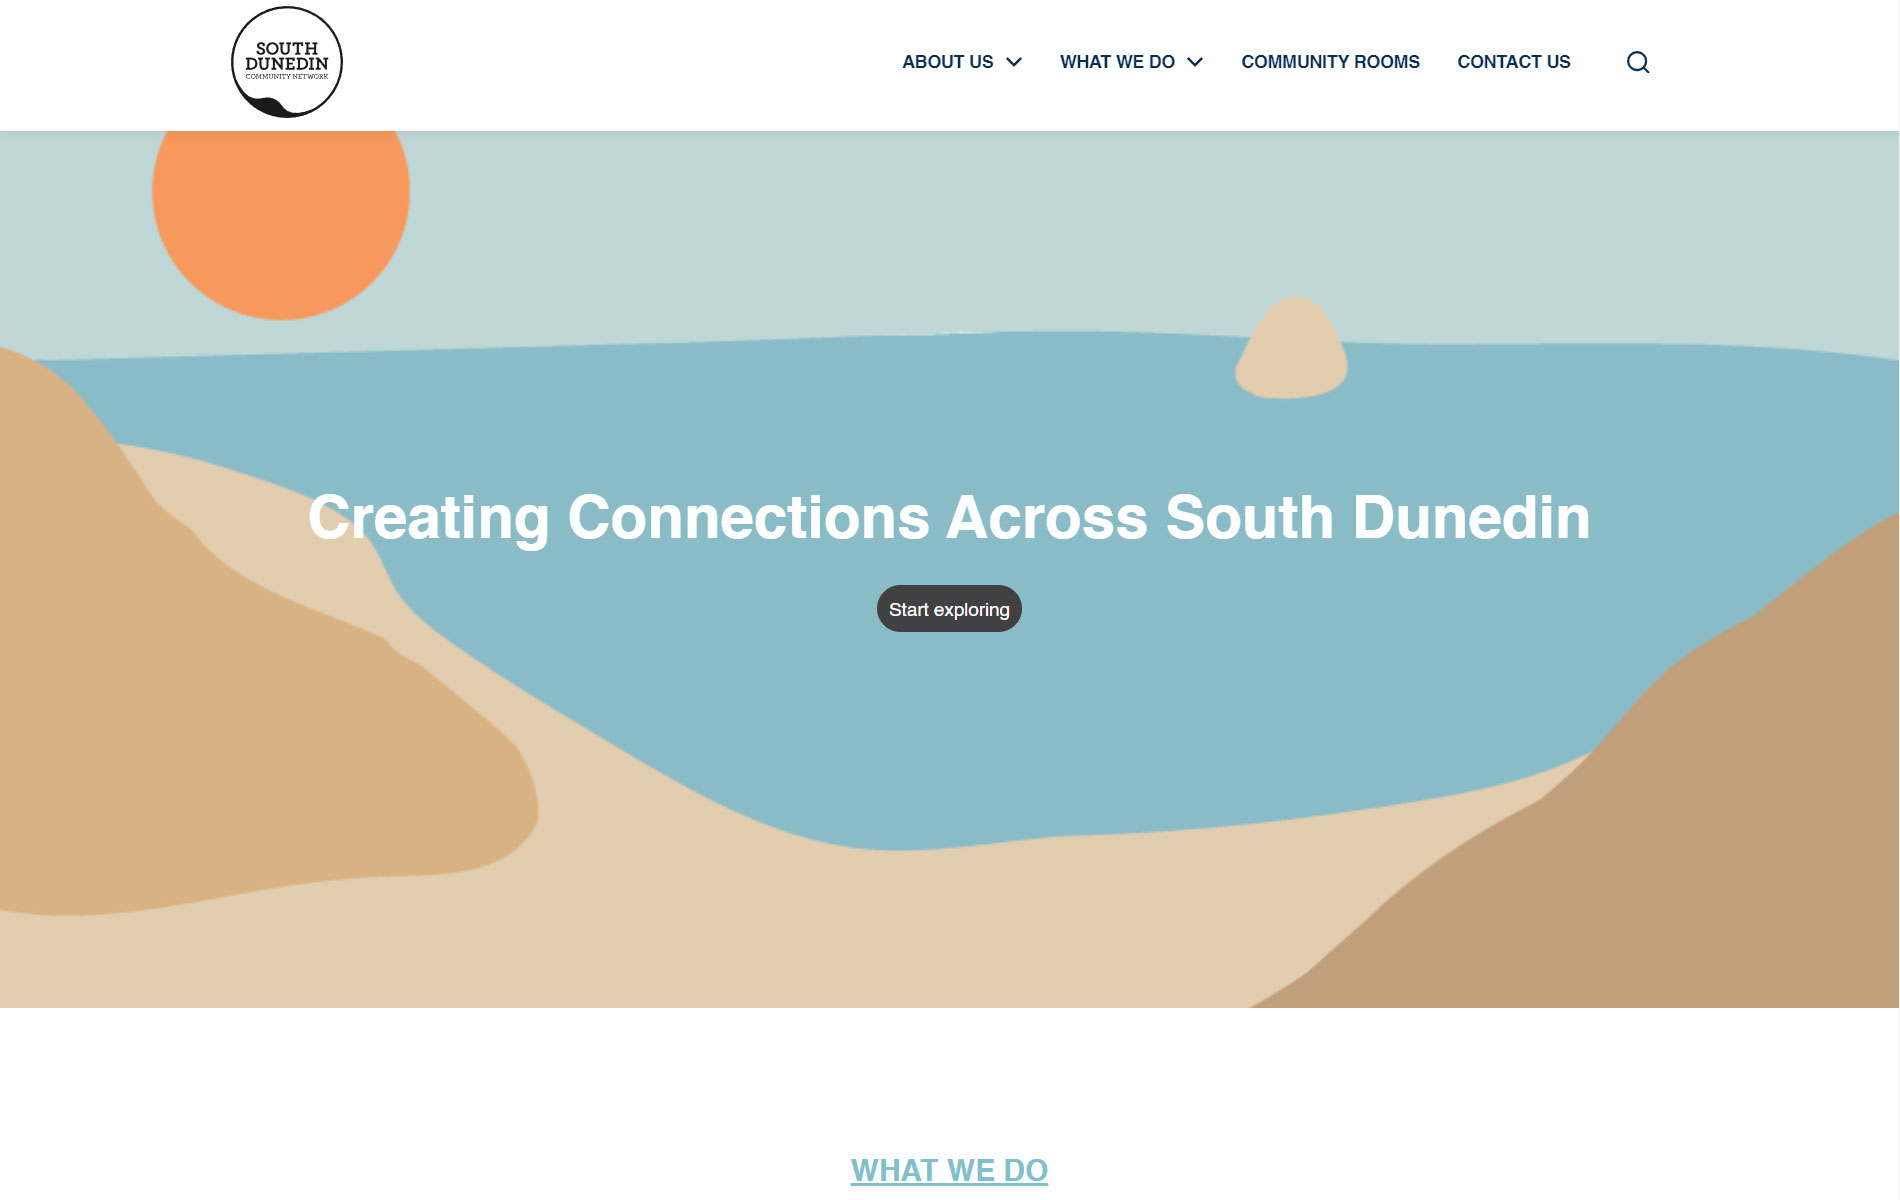 SOUTH
DUNEDIN
COMMUNITY NETWORK
ABOUT US
WHAT WE DO
COMMUNITY ROOMS
CONTACT US
Creating Connections Across South Dunedin
Start exploring
WHAT WE DO